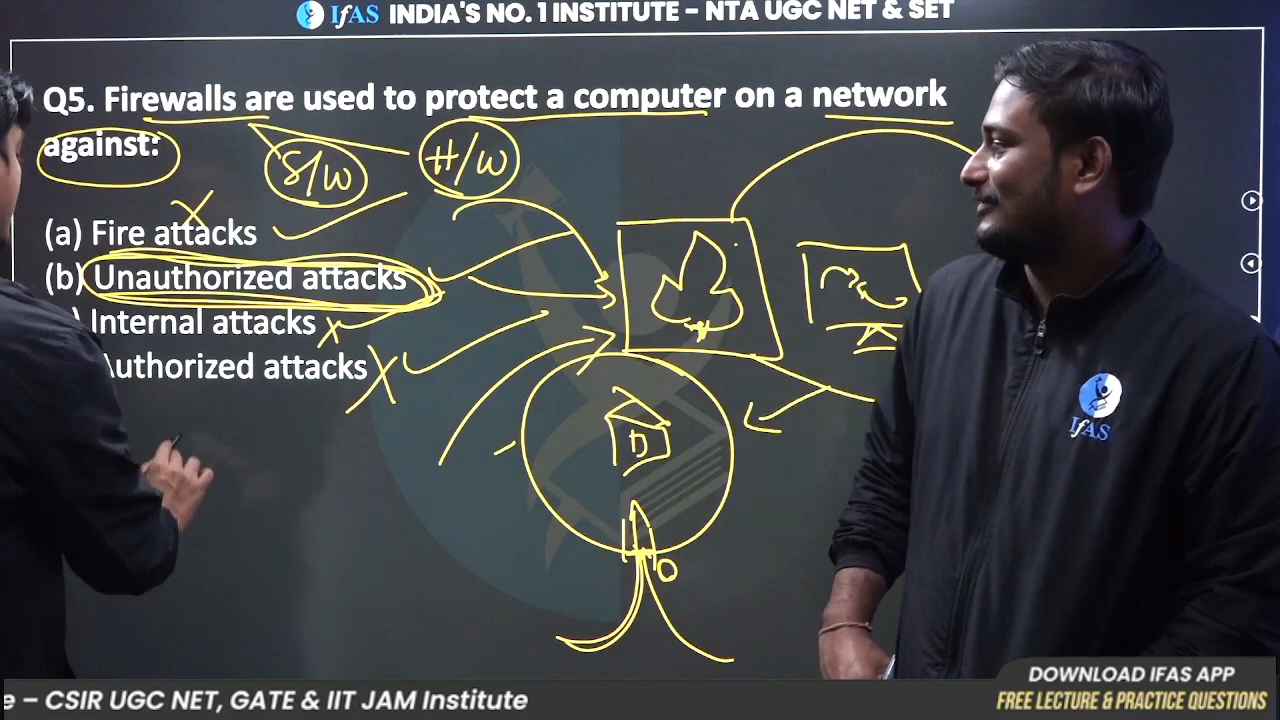 IfAS INDIA'S NO. 1 INSTITUTE – NTA UGC NET & SET
Q5. Firewalls are used to protect a computer on a network
against:
S/W
H/W
(a) Fire attacks
(b) Unauthorized attacks
) Internal attacks
Authorized attacks
D
IfAS
DOWNLOAD IFAS APP
e – CSIR UGC NET, GATE & IIT JAM Institute
FREE LECTURE & PRACTICE QUESTIONS